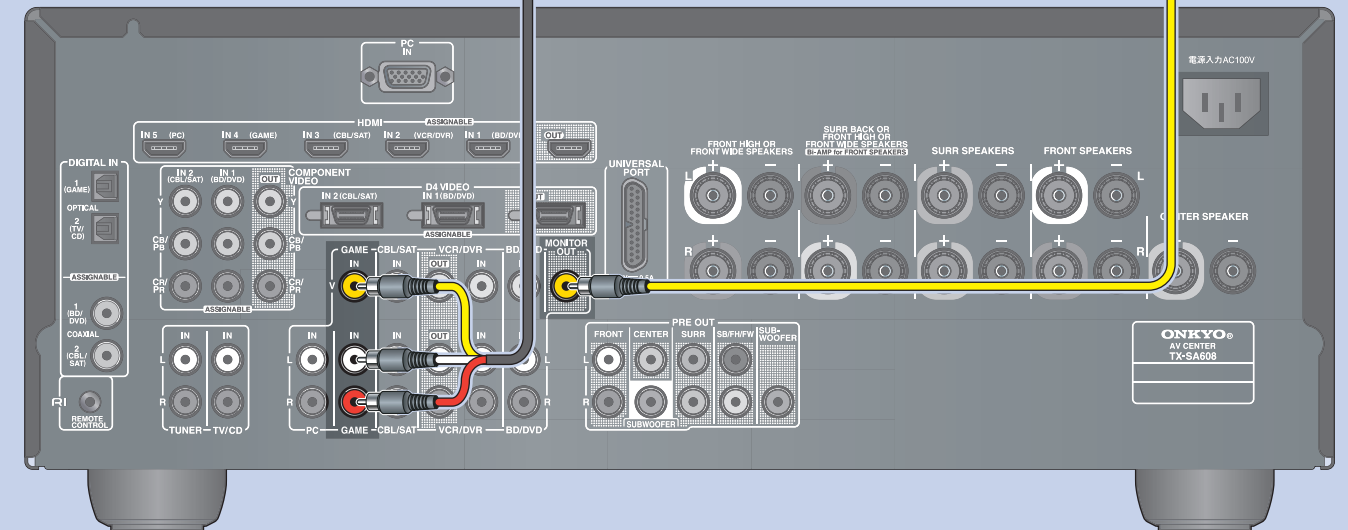 PC
IN
電源入力AC100V
HDMI
ASSIGNABLE
IN 5 (PC)
IN 4 (GAME)
IN 3 (CBL/SAT)
IN 2 (VCR/DVR)
IN 1
OUT
DIGITAL IN
1
(GAME)
OPTICAL
2
(TV/
CD)
ASSIGNABLE
1
(BD/
DVD)
COAXIAL
2
(CBL/
SAT)
RI
REMOTE
CONTROL
IN 2
(CBL/SAT)
IN 1
(BD/DVD)
OUT
COMPONENT
VIDEO
Y
Y
CB/
PB
CB/
PB
CR/
PR
CR/
PR
ASSIGNABLE
D4 VIDEO
IN 2(CBL/SAT)
IN 1(BD/DVD)
ASSIGNABLE
UNIVERSAL
PORT
FRONT HIGH OR
FRONT WIDE SPEAKERS
SURR BACK OR
FRONT HIGH OR
FRONT WIDE SPEAKERS
Bi-AMP for FRONT SPEAKERS
SURR SPEAKERS
FRONT SPEAKERS
SPEAKER
L + − + − + − + − L
R + − + − + − + − R + −
GAME CBL/SAT VCR/DVR
MONITOR
OUT
IN IN OUT IN
V
IN IN IN IN IN OUT IN
L L L
R R R
TUNER TV/CD
PC GAME CBL/SAT VCR/DVR BD/DVD
PRE OUT
FRONT CENTER SURR SB/FH/FW SUB-
WOOFER
L
R
SUBWOOFER
ONKYO®
AV CENTER
TX-SA608